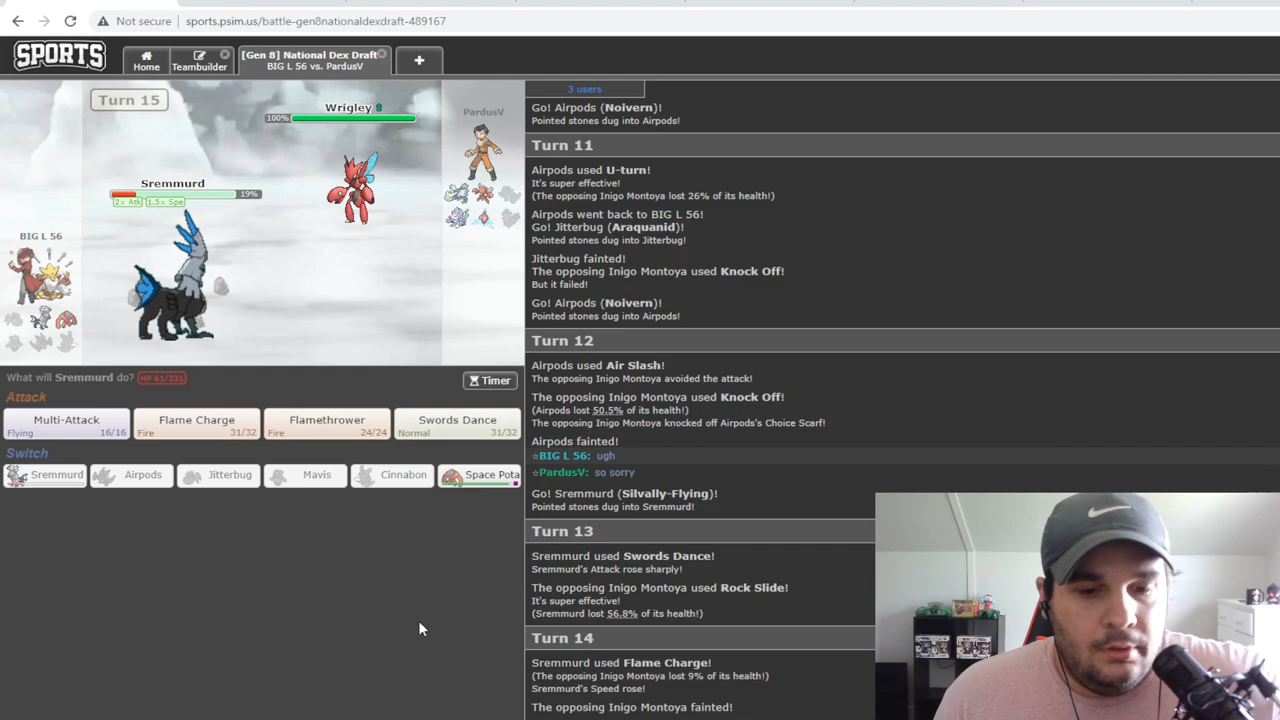 Not secure
sports.psim.us/battle-gen8nationaldexdraft-489167
SPORTS
Home
Teambuilder
[Gen 8] National Dex Draft
BIG L 56 vs. PardusV
Turn 15
Wrigley
100%
PardusV
Sremmurd
19%
2x Atk
1.5x Spe
BIG L 56
What will Sremmurd do?
HP 61/331
Timer
Attack
Multi-Attack
Flying
16/16
Flame Charge
Fire
31/32
Flamethrower
Fire
24/24
Swords Dance
Normal
31/32
Switch
Sremmurd
Airpods
Jitterbug
Mavis
Cinnabon
Space Pota
3 users
Go! Airpods (Noivern)!
Pointed stones dug into Airpods!
Turn 11
Airpods used U-turn!
It's super effective!
(The opposing Inigo Montoya lost 26% of its health!)
Airpods went back to BIG L 56!
Go! Jitterbug (Araquanid)!
Pointed stones dug into Jitterbug!
Jitterbug fainted!
The opposing Inigo Montoya used Knock Off!
But it failed!
Go! Airpods (Noivern)!
Pointed stones dug into Airpods!
Turn 12
Airpods used Air Slash!
The opposing Inigo Montoya avoided the attack!
The opposing Inigo Montoya used Knock Off!
(Airpods lost 50.5% of its health!)
The opposing Inigo Montoya knocked off Airpods's Choice Scarf!
Airpods fainted!
☆BIG L 56: ugh
☆PardusV: so sorry
Go! Sremmurd (Silvally-Flying)!
Pointed stones dug into Sremmurd!
Turn 13
Sremmurd used Swords Dance!
Sremmurd's Attack rose sharply!
The opposing Inigo Montoya used Rock Slide!
It's super effective!
(Sremmurd lost 56.8% of its health!)
Turn 14
Sremmurd used Flame Charge!
(The opposing Inigo Montoya lost 9% of its health!)
Sremmurd's Speed rose!
The opposing Inigo Montoya fainted!